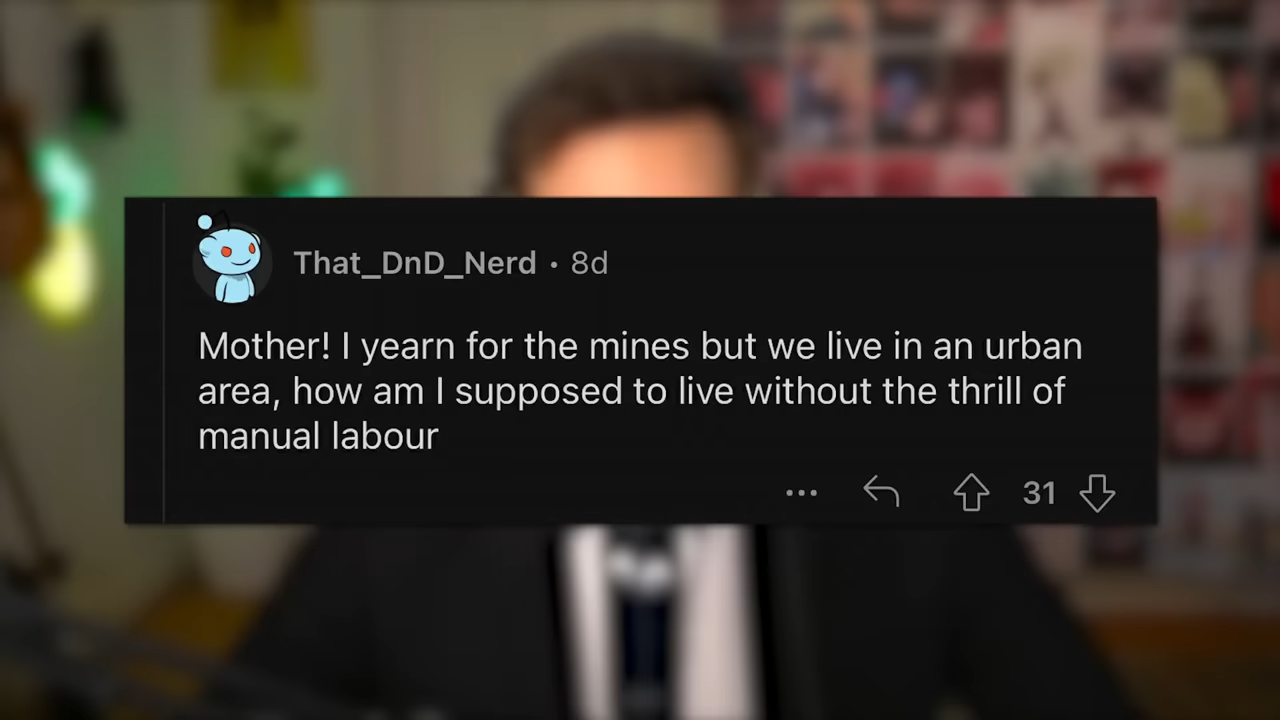 That_DnD_Nerd · 8d
Mother! I yearn for the mines but we live in an urban
area, how am I supposed to live without the thrill of
manual labour
31